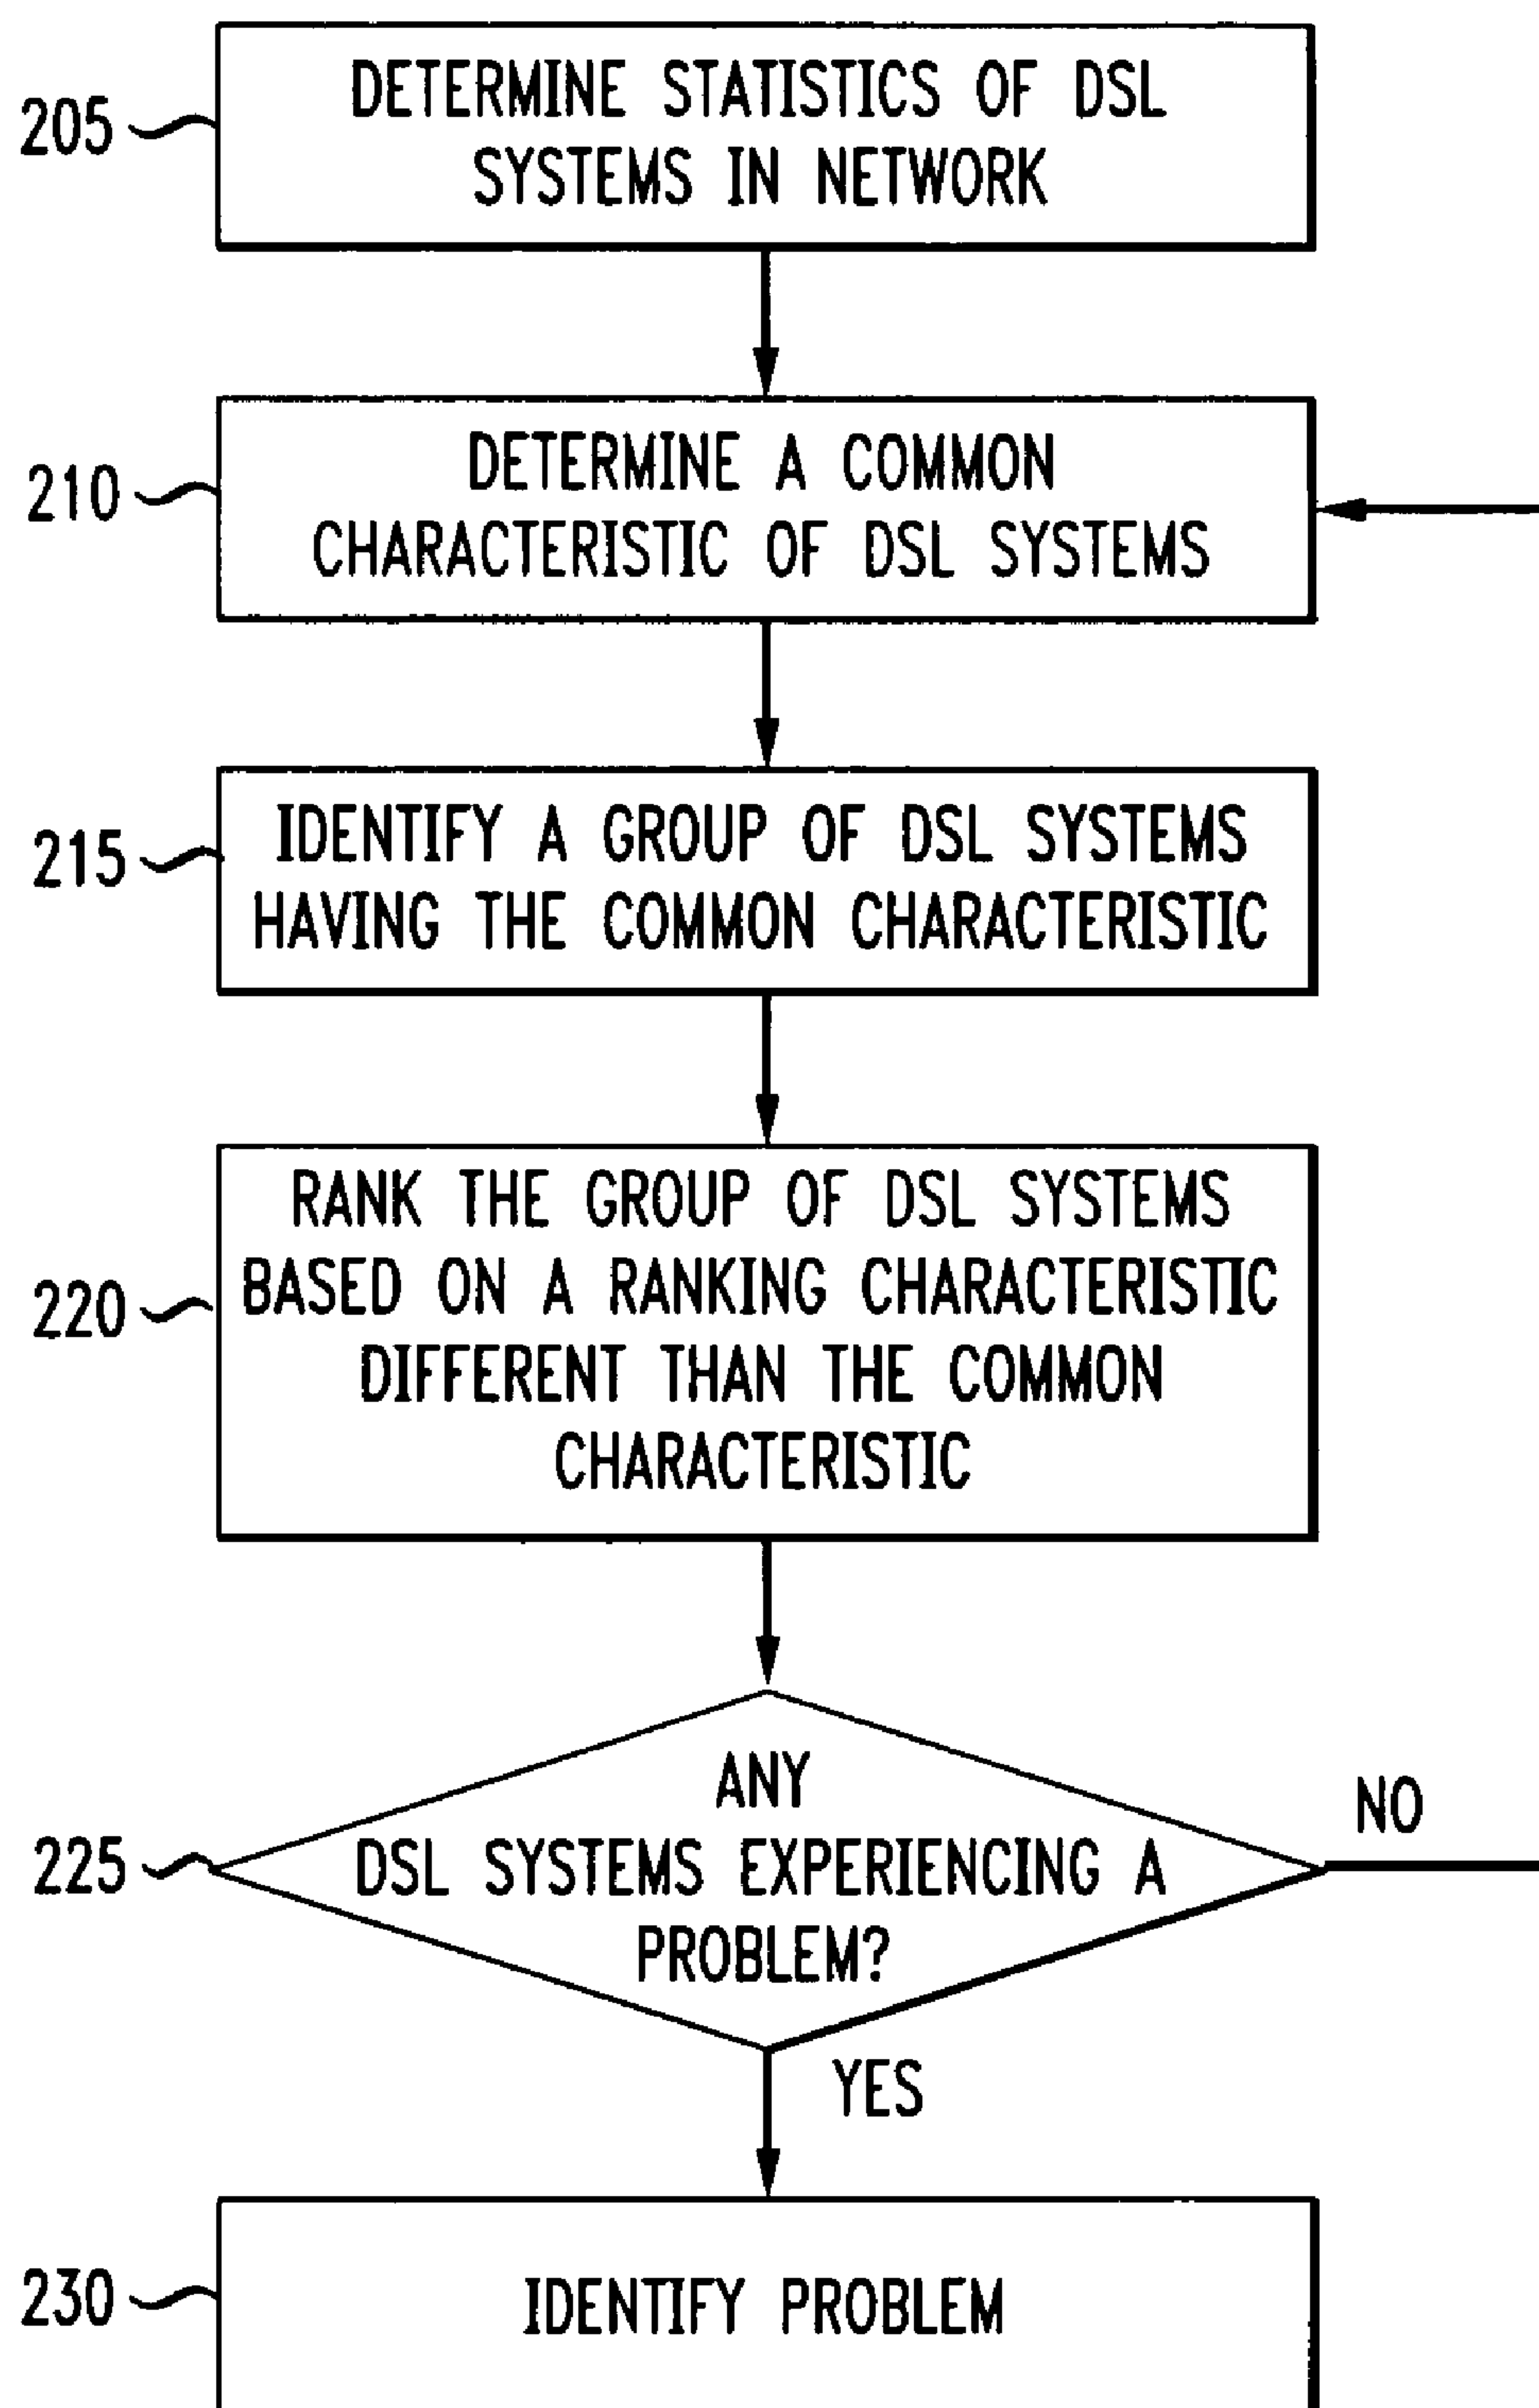 205
DETERMINE STATISTICS OF DSL
SYSTEMS IN NETWORK
210
DETERMINE A COMMON
CHARACTERISTIC OF DSL SYSTEMS
215
IDENTIFY A GROUP OF DSL SYSTEMS
HAVING THE COMMON CHARACTERISTIC
220
RANK THE GROUP OF DSL SYSTEMS
BASED ON A RANKING CHARACTERISTIC
DIFFERENT THAN THE COMMON
CHARACTERISTIC
225
ANY
DSL SYSTEMS EXPERIENCING A
PROBLEM?
NO
YES
230
IDENTIFY PROBLEM